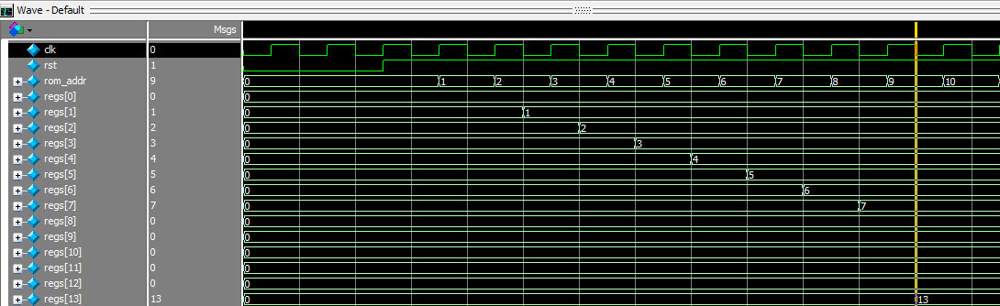 Wave - Default
Msgs
clk 0
rst 1
rom_addr 9 0 1 2 3 4 5 6 7 8 9 10
regs[0] 0 0
regs[1] 1 0 1
regs[2] 2 0 2
regs[3] 3 0 3
regs[4] 4 0 4
regs[5] 5 0 5
regs[6] 6 0 6
regs[7] 7 0 7
regs[8] 0 0
regs[9] 0 0
regs[10] 0 0
regs[11] 0 0
regs[12] 0 0
regs[13] 13 0 13